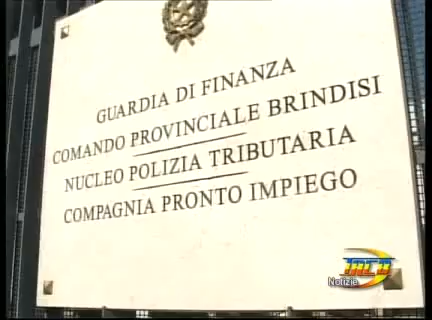 GUARDIA DI FINANZA
COMANDO PROVINCIALE BRINDISI
NUCLEO POLIZIA TRIBUTARIA
COMPAGNIA PRONTO IMPIEGO
Notizie